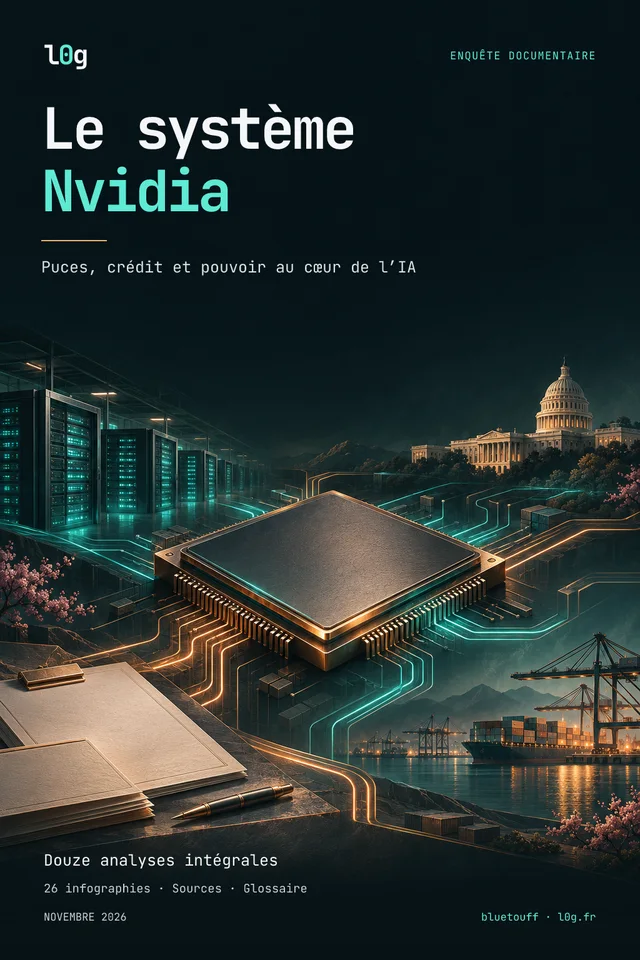 l0g
ENQUÊTE DOCUMENTAIRE
Le système
Nvidia
Puces, crédit et pouvoir au cœur de l’IA
Douze analyses intégrales
26 infographies · Sources · Glossaire
NOVEMBRE 2026
bluetouff · l0g.fr